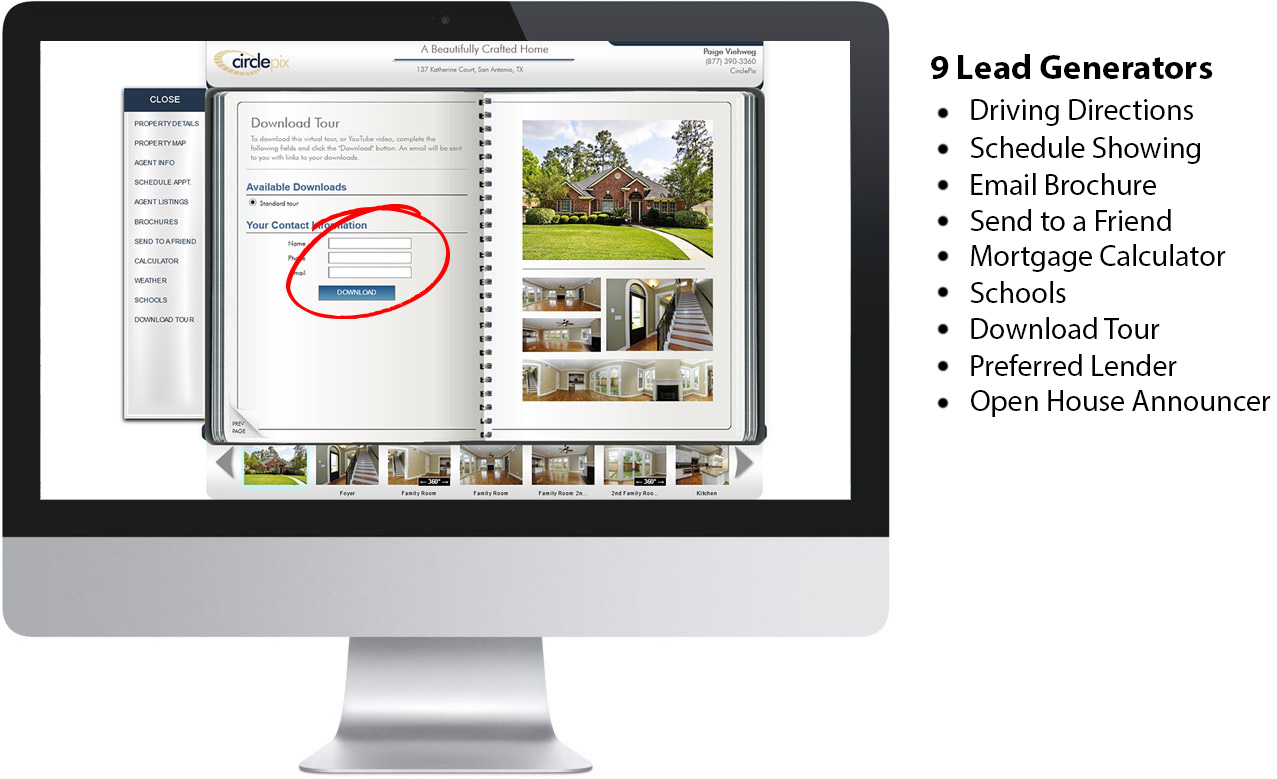 circlepix
A Beautifully Crafted Home
137 Katherine Court, San Antonio, TX
Paige Viehweg
(877) 390-3360
CirclePix
CLOSE
PROPERTY DETAILS
PROPERTY MAP
AGENT INFO
SCHEDULE APPT.
AGENT LISTINGS
BROCHURES
SEND TO A FRIEND
CALCULATOR
WEATHER
SCHOOLS
DOWNLOAD TOUR
Download Tour
To download this virtual tour, or YouTube video, complete the
following fields and click the "Download" button. An email will be sent
to you with links to your downloads.
Available Downloads
Standard tour
Your Contact Information
Name
Phone
Email
DOWNLOAD
PREV
PAGE
Foyer
360°
Family Room
Family Room
Family Room 2n...
360°
2nd Family Roo...
Kitchen
9 Lead Generators
• Driving Directions
• Schedule Showing
• Email Brochure
• Send to a Friend
• Mortgage Calculator
• Schools
• Download Tour
• Preferred Lender
• Open House Announcer